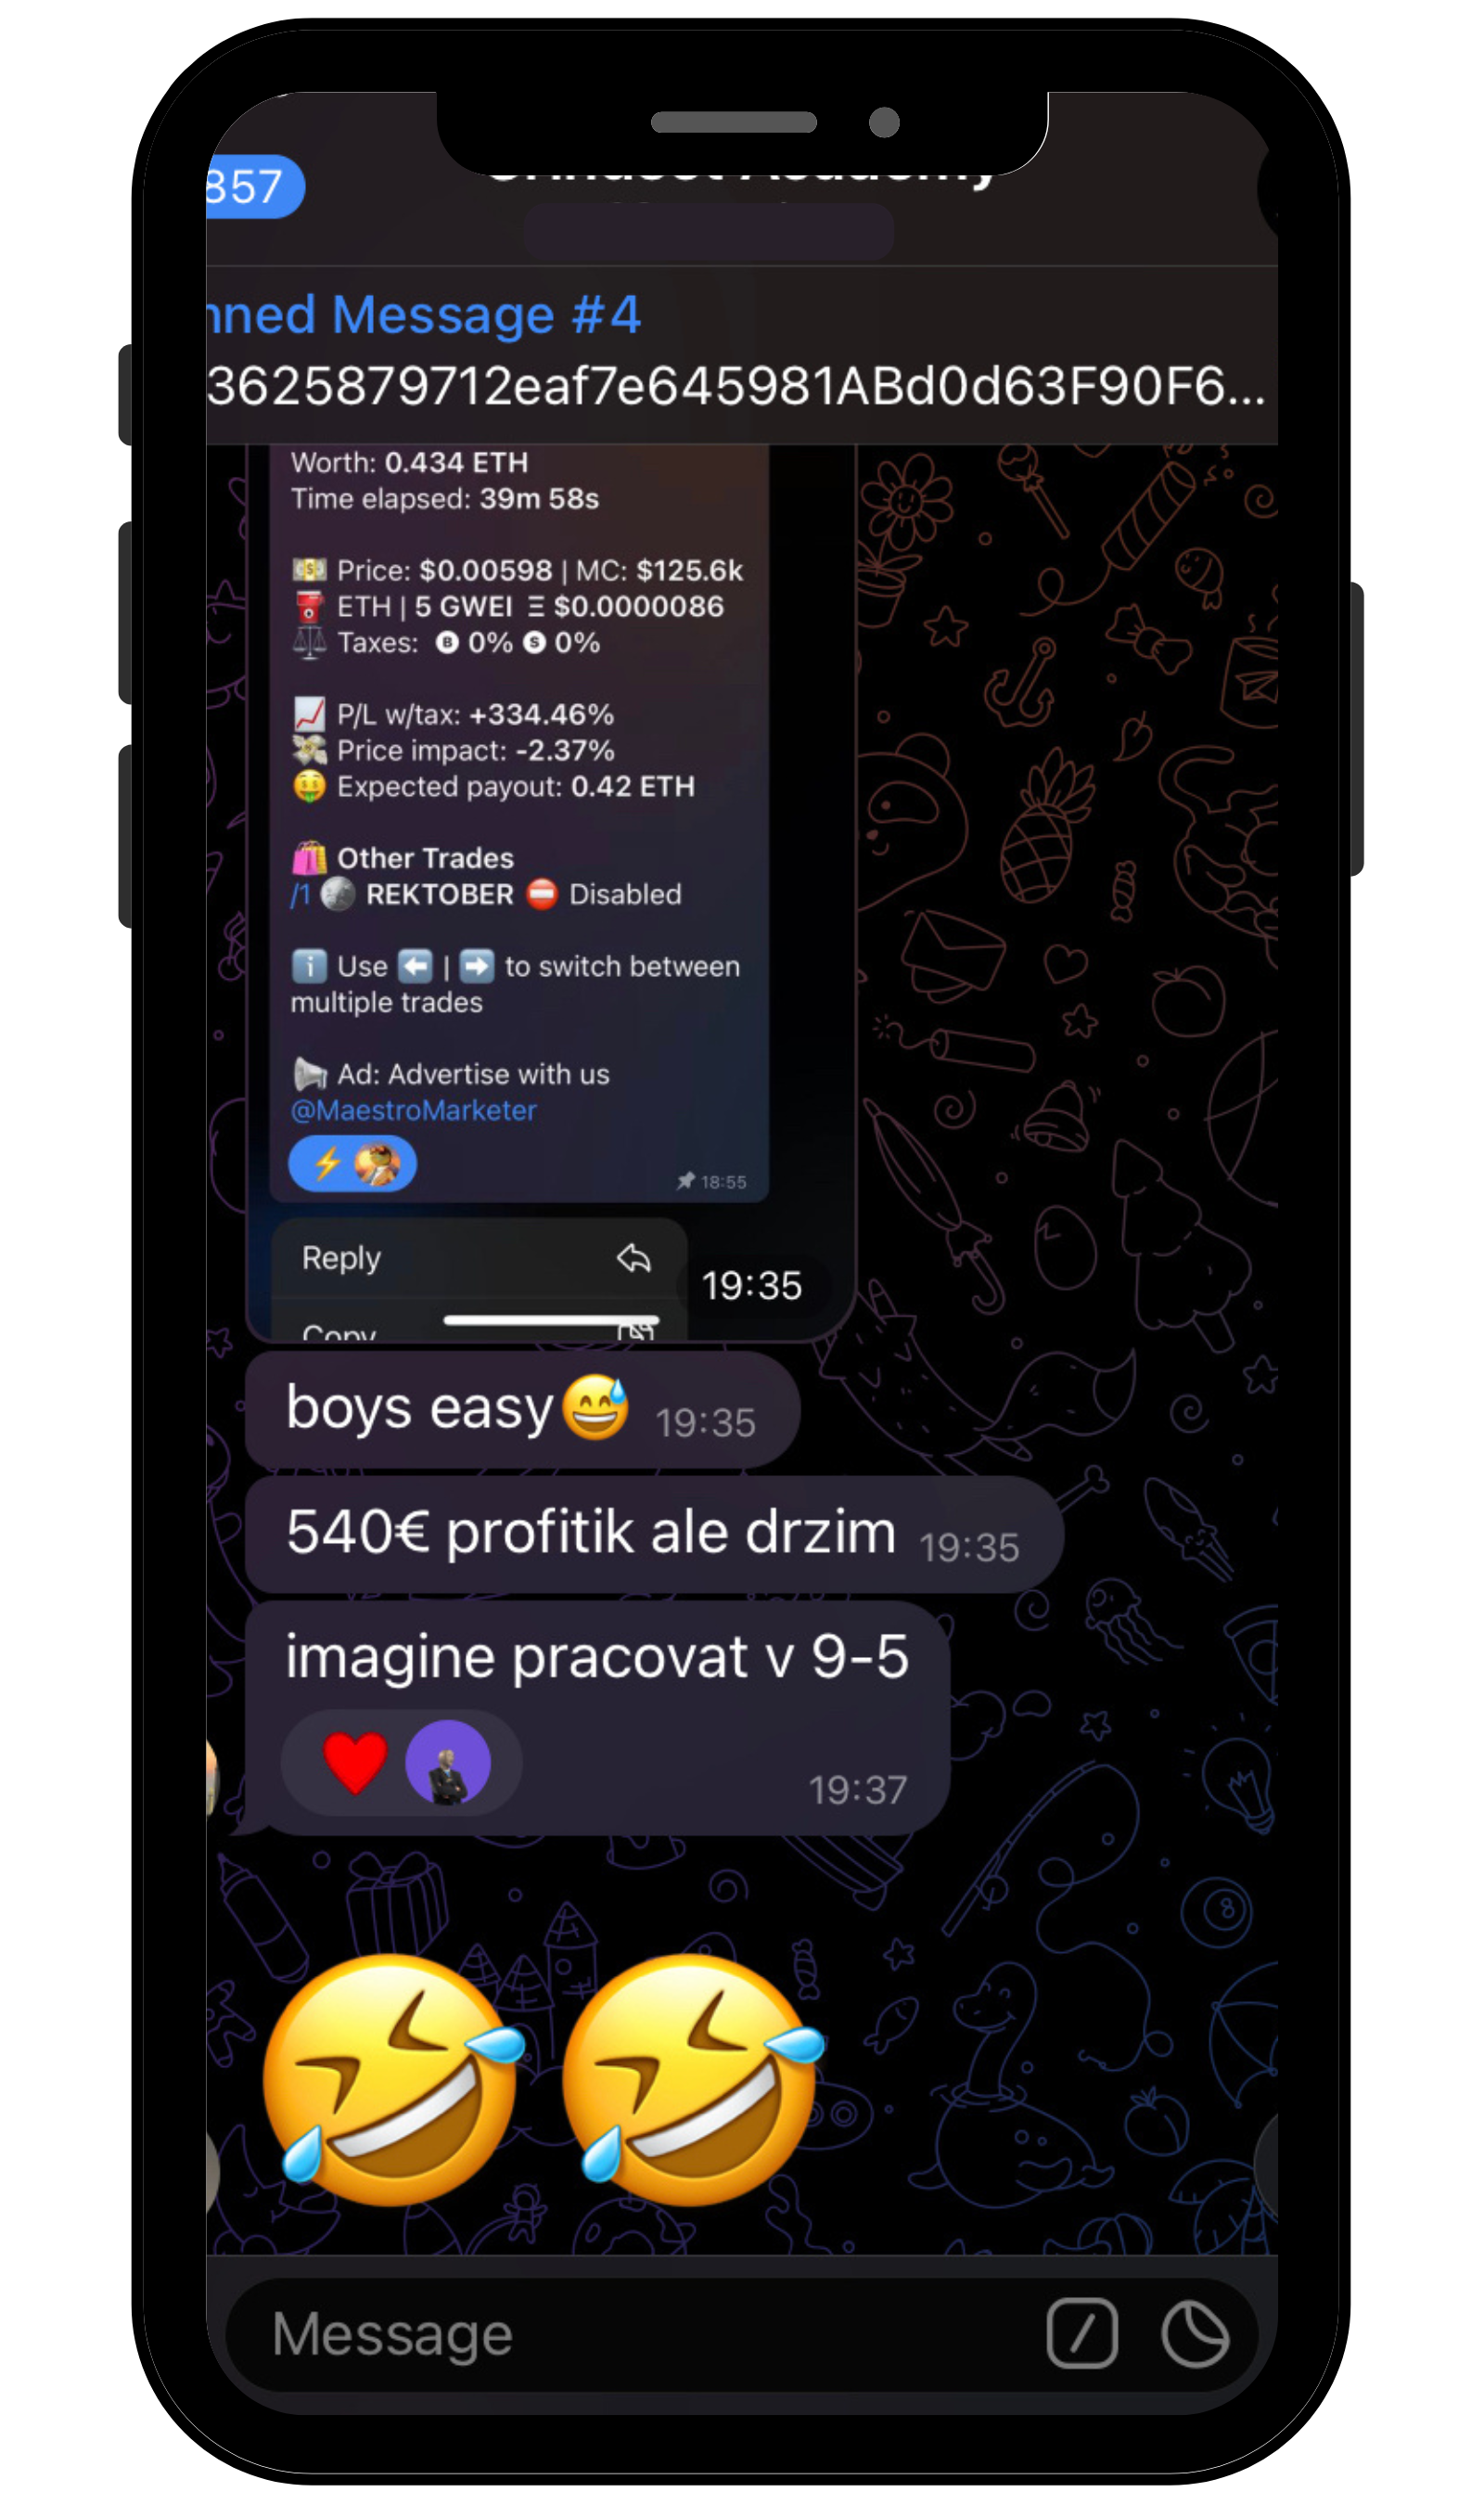 857
nned Message #4
3625879712eaf7e645981ABd0d63F90F6...
Worth: 0.434 ETH
Time elapsed: 39m 58s
💵 Price: $0.00598 | MC: $125.6k
ETH | 5 GWEI Ξ $0.0000086
⚖️ Taxes: 🅑 0% 🅢 0%
📈 P/L w/tax: +334.46%
💸 Price impact: -2.37%
🤑 Expected payout: 0.42 ETH
🛍️ Other Trades
/1 🌕 REKTOBER ⛔ Disabled
ℹ️ Use ⬅️ | ➡️ to switch between
multiple trades
📢 Ad: Advertise with us
@MaestroMarketer
18:55
Reply
19:35
Copy
boys easy😅 19:35
540€ profitik ale drzim 19:35
imagine pracovat v 9-5
19:37
8
Message